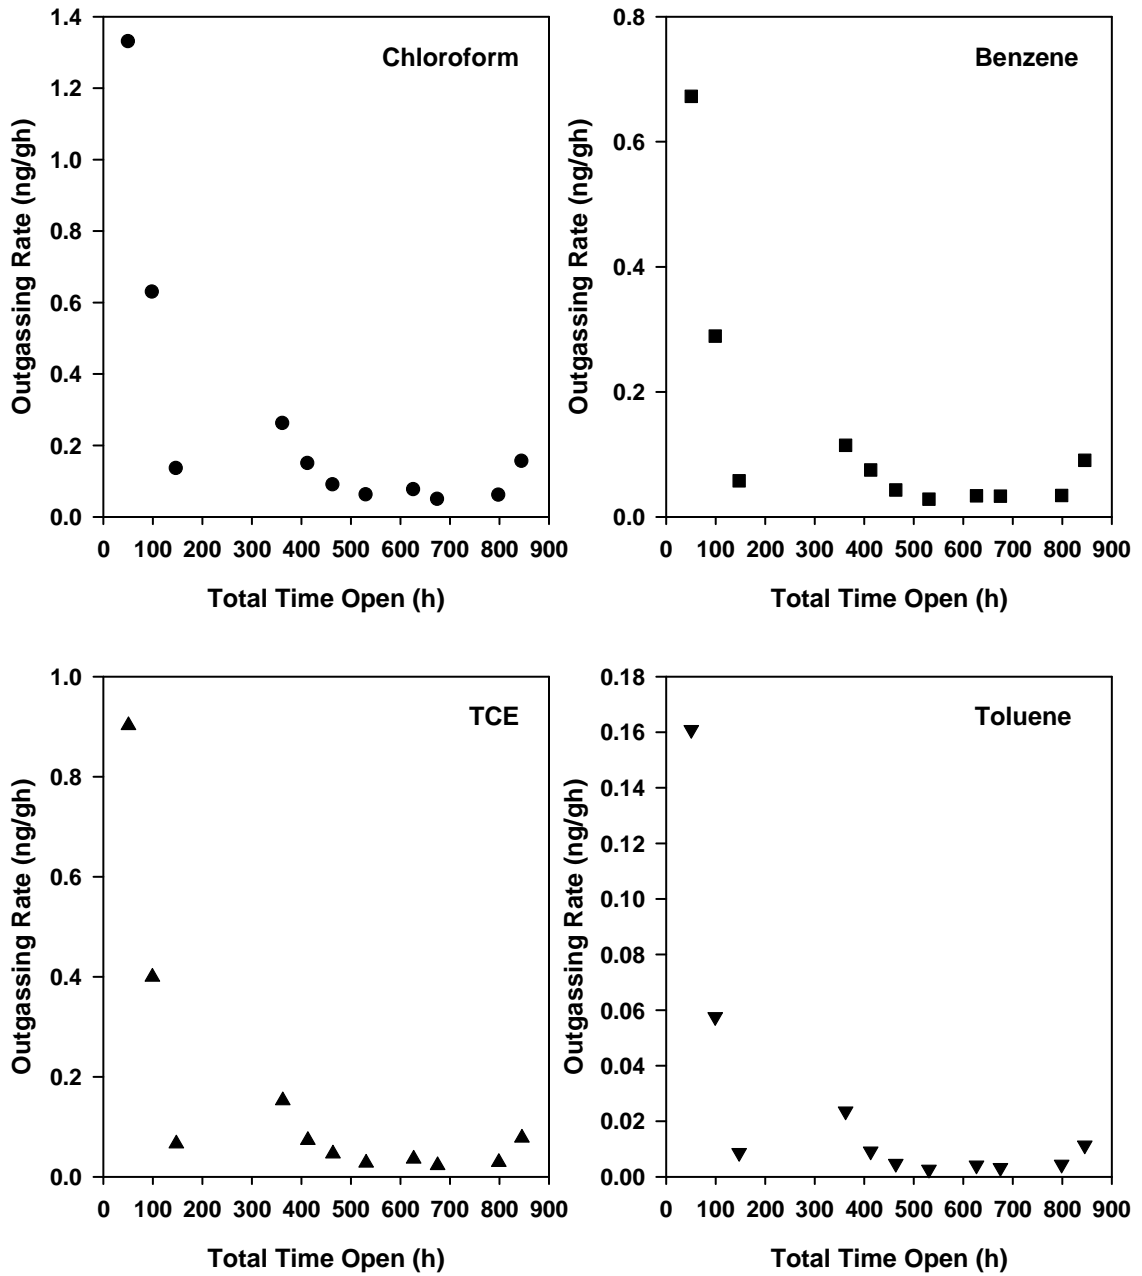 Chloroform
Outgassing Rate (ng/gh)
1.4
1.2
1.0
0.8
0.6
0.4
0.2
0.0
0 100 200 300 400 500 600 700 800 900
Total Time Open (h)
Benzene
Outgassing Rate (ng/gh)
0.8
0.6
0.4
0.2
0.0
0 100 200 300 400 500 600 700 800 900
Total Time Open (h)
TCE
Outgassing Rate (ng/gh)
1.0
0.8
0.6
0.4
0.2
0.0
0 100 200 300 400 500 600 700 800 900
Total Time Open (h)
Toluene
Outgassing Rate (ng/gh)
0.18
0.16
0.14
0.12
0.10
0.08
0.06
0.04
0.02
0.00
0 100 200 300 400 500 600 700 800 900
Total Time Open (h)